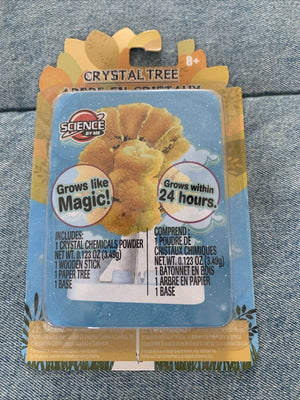 8+
CRYSTAL TREE
ARBRE EN CRISTAUX
SCIENCE
BY ME
Grows like
Magic!
Grows within
24 hours.
INCLUDES:
1 CRYSTAL CHEMICALS POWDER
NET WT. 0.123 OZ (3.49g)
1 WOODEN STICK
1 PAPER TREE
1 BASE
COMPREND :
1 POUDRE DE
CRISTAUX CHIMIQUES
NET WT. 0.123 OZ (3.49g)
1 BATONNET EN BOIS
1 ARBRE EN PAPIER
1 BASE